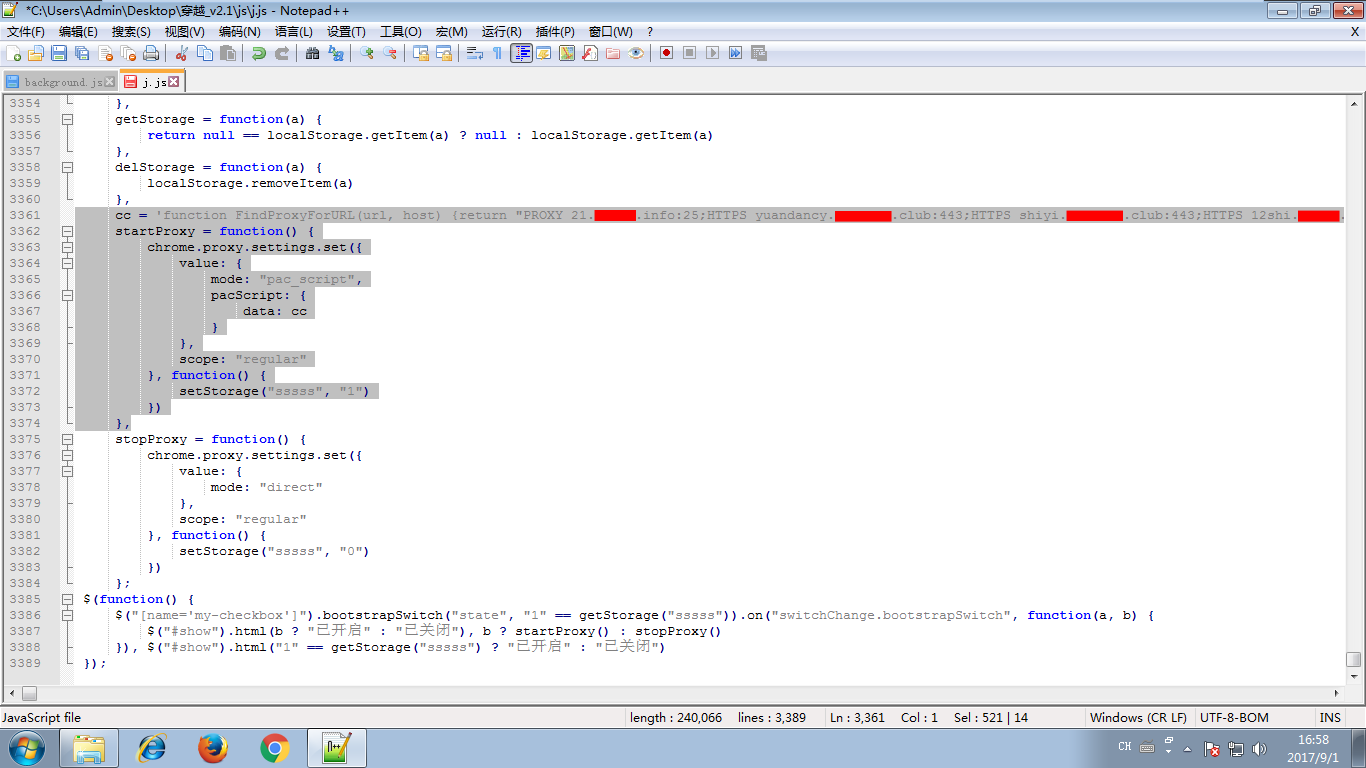 *C:\Users\Admin\Desktop\穿越_v2.1\js\j.js - Notepad++
文件(F) 编辑(E) 搜索(S) 视图(V) 编码(N) 语言(L) 设置(T) 工具(O) 宏(M) 运行(R) 插件(P) 窗口(W) ? X
background.js j.js
3354 },
3355 getStorage = function(a) {
3356 return null == localStorage.getItem(a) ? null : localStorage.getItem(a)
3357 },
3358 delStorage = function(a) {
3359 localStorage.removeItem(a)
3360 },
3361 cc = 'function FindProxyForURL(url, host) {return "PROXY 21. .info:25;HTTPS yuandancy. .club:443;HTTPS shiyi. .club:443;HTTPS 12shi. .
3362 startProxy = function() {
3363 chrome.proxy.settings.set({
3364 value: {
3365 mode: "pac_script",
3366 pacScript: {
3367 data: cc
3368 }
3369 },
3370 scope: "regular"
3371 }, function() {
3372 setStorage("sssss", "1")
3373 })
3374 },
3375 stopProxy = function() {
3376 chrome.proxy.settings.set({
3377 value: {
3378 mode: "direct"
3379 },
3380 scope: "regular"
3381 }, function() {
3382 setStorage("sssss", "0")
3383 })
3384 };
3385 $(function() {
3386 $("[name='my-checkbox']").bootstrapSwitch("state", "1" == getStorage("sssss")).on("switchChange.bootstrapSwitch", function(a, b) {
3387 $("#show").html(b ? "已开启" : "已关闭"), b ? startProxy() : stopProxy()
3388 }), $("#show").html("1" == getStorage("sssss") ? "已开启" : "已关闭")
3389 });
JavaScript file length : 240,066 lines : 3,389 Ln : 3,361 Col : 1 Sel : 521 | 14 Windows (CR LF) UTF-8-BOM INS
CH 16:58
2017/9/1